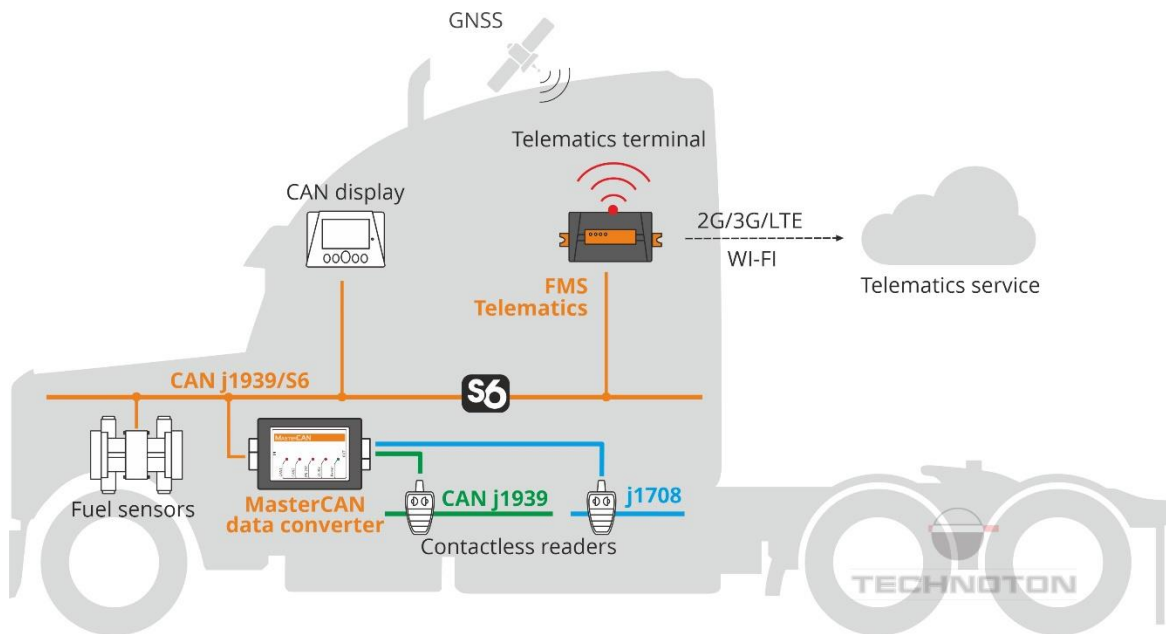 GNSS
Telematics terminal
CAN display
2G/3G/LTE
WI-FI
FMS
Telematics
Telematics service
CAN j1939/S6
S6
MASTERCAN
Fuel sensors
MasterCAN
data converter
CAN j1939
j1708
Contactless readers
TECHNOTON